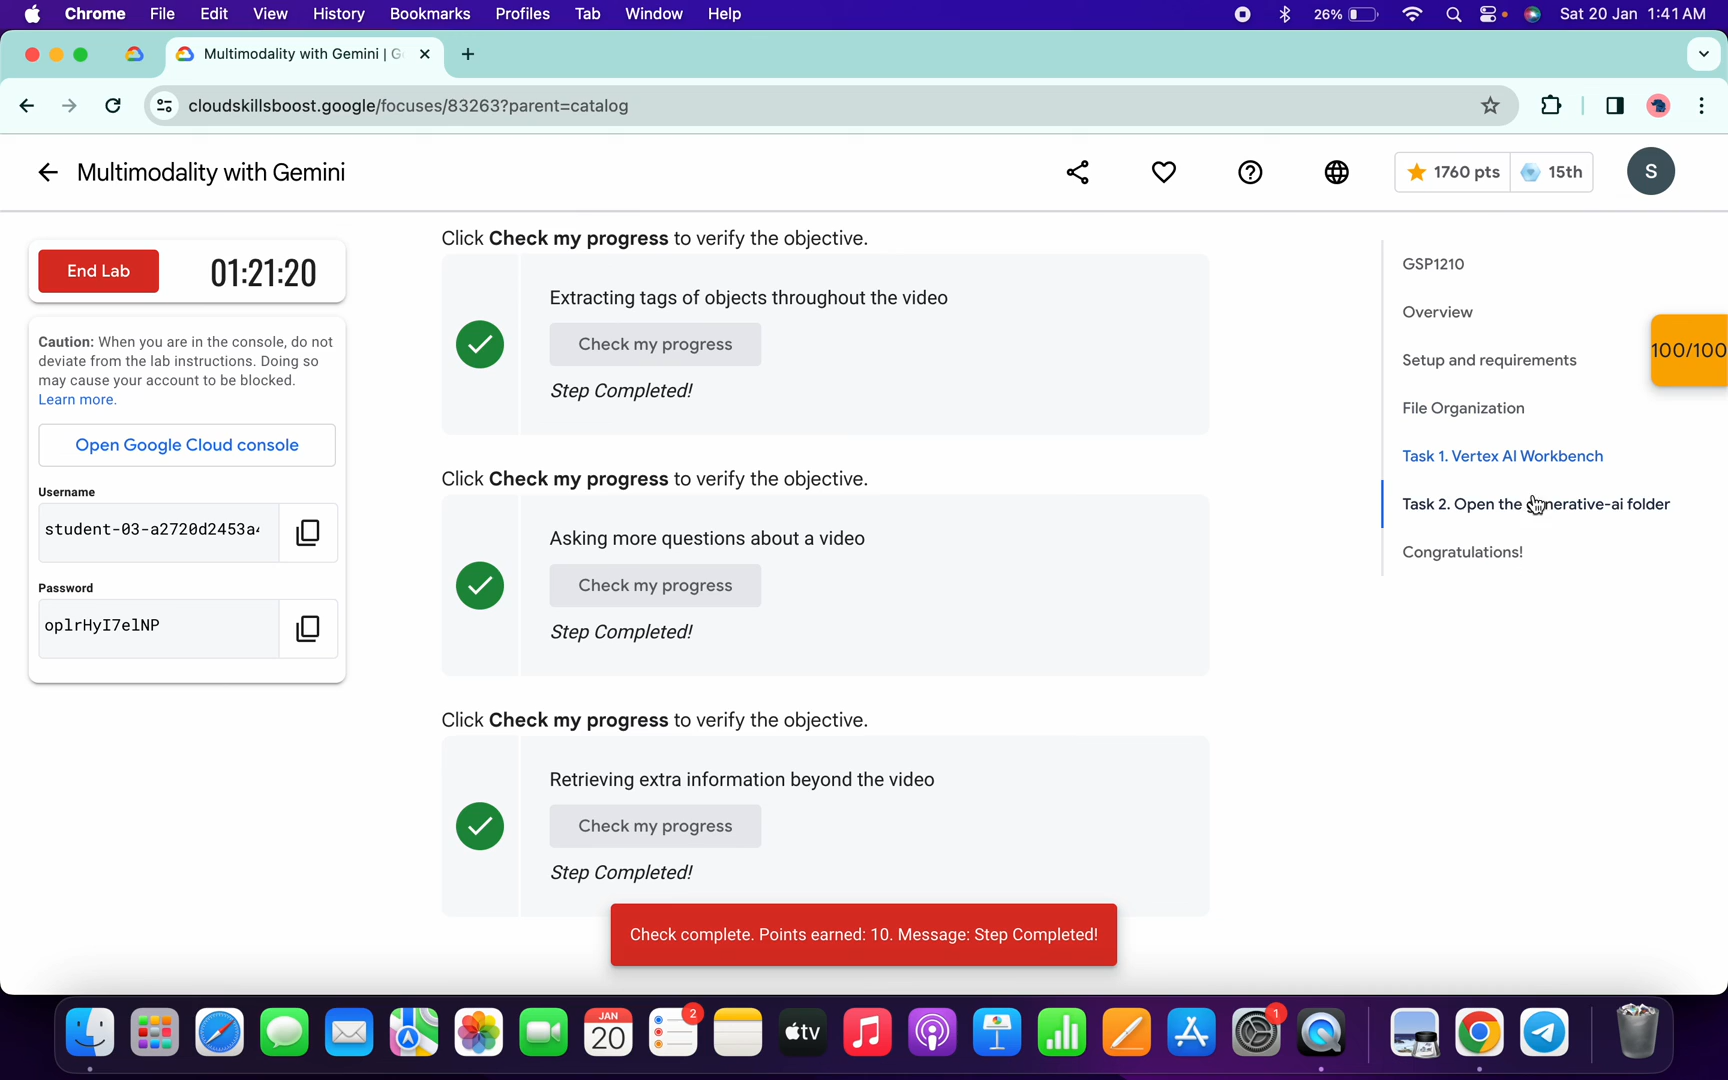 Chrome File Edit View History Bookmarks Profiles Tab Window Help 26% Sat 20 Jan 1:41 AM
Multimodality with Gemini | G
cloudskillsboost.google/focuses/83263?parent=catalog
Multimodality with Gemini 1760 pts 15th S
End Lab 01:21:20
Caution: When you are in the console, do not
deviate from the lab instructions. Doing so
may cause your account to be blocked.
Learn more.
Open Google Cloud console
Username
student-03-a2720d2453a4
Password
oplrHyI7elNP
Click Check my progress to verify the objective.
Extracting tags of objects throughout the video
Check my progress
Step Completed!
Click Check my progress to verify the objective.
Asking more questions about a video
Check my progress
Step Completed!
Click Check my progress to verify the objective.
Retrieving extra information beyond the video
Check my progress
Step Completed!
Check complete. Points earned: 10. Message: Step Completed!
GSP1210
Overview
Setup and requirements
File Organization
Task 1. Vertex AI Workbench
Task 2. Open the nerative-ai folder
Congratulations!
100/100
JAN
20
2
tv
1